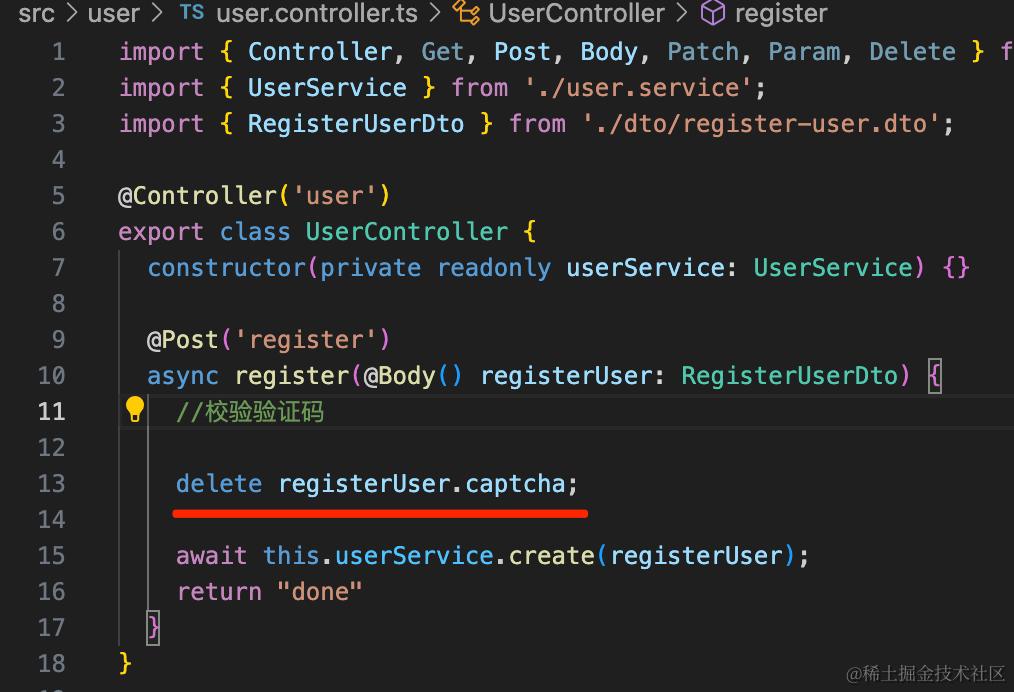 src > user > TS user.controller.ts > UserController > register
1 import { Controller, Get, Post, Body, Patch, Param, Delete } f
2 import { UserService } from './user.service';
3 import { RegisterUserDto } from './dto/register-user.dto';
4
5 @Controller('user')
6 export class UserController {
7 constructor(private readonly userService: UserService) {}
8
9 @Post('register')
10 async register(@Body() registerUser: RegisterUserDto) {
11 //校验验证码
12
13 delete registerUser.captcha;
14
15 await this.userService.create(registerUser);
16 return "done"
17 }
18 }
@稀土掘金技术社区